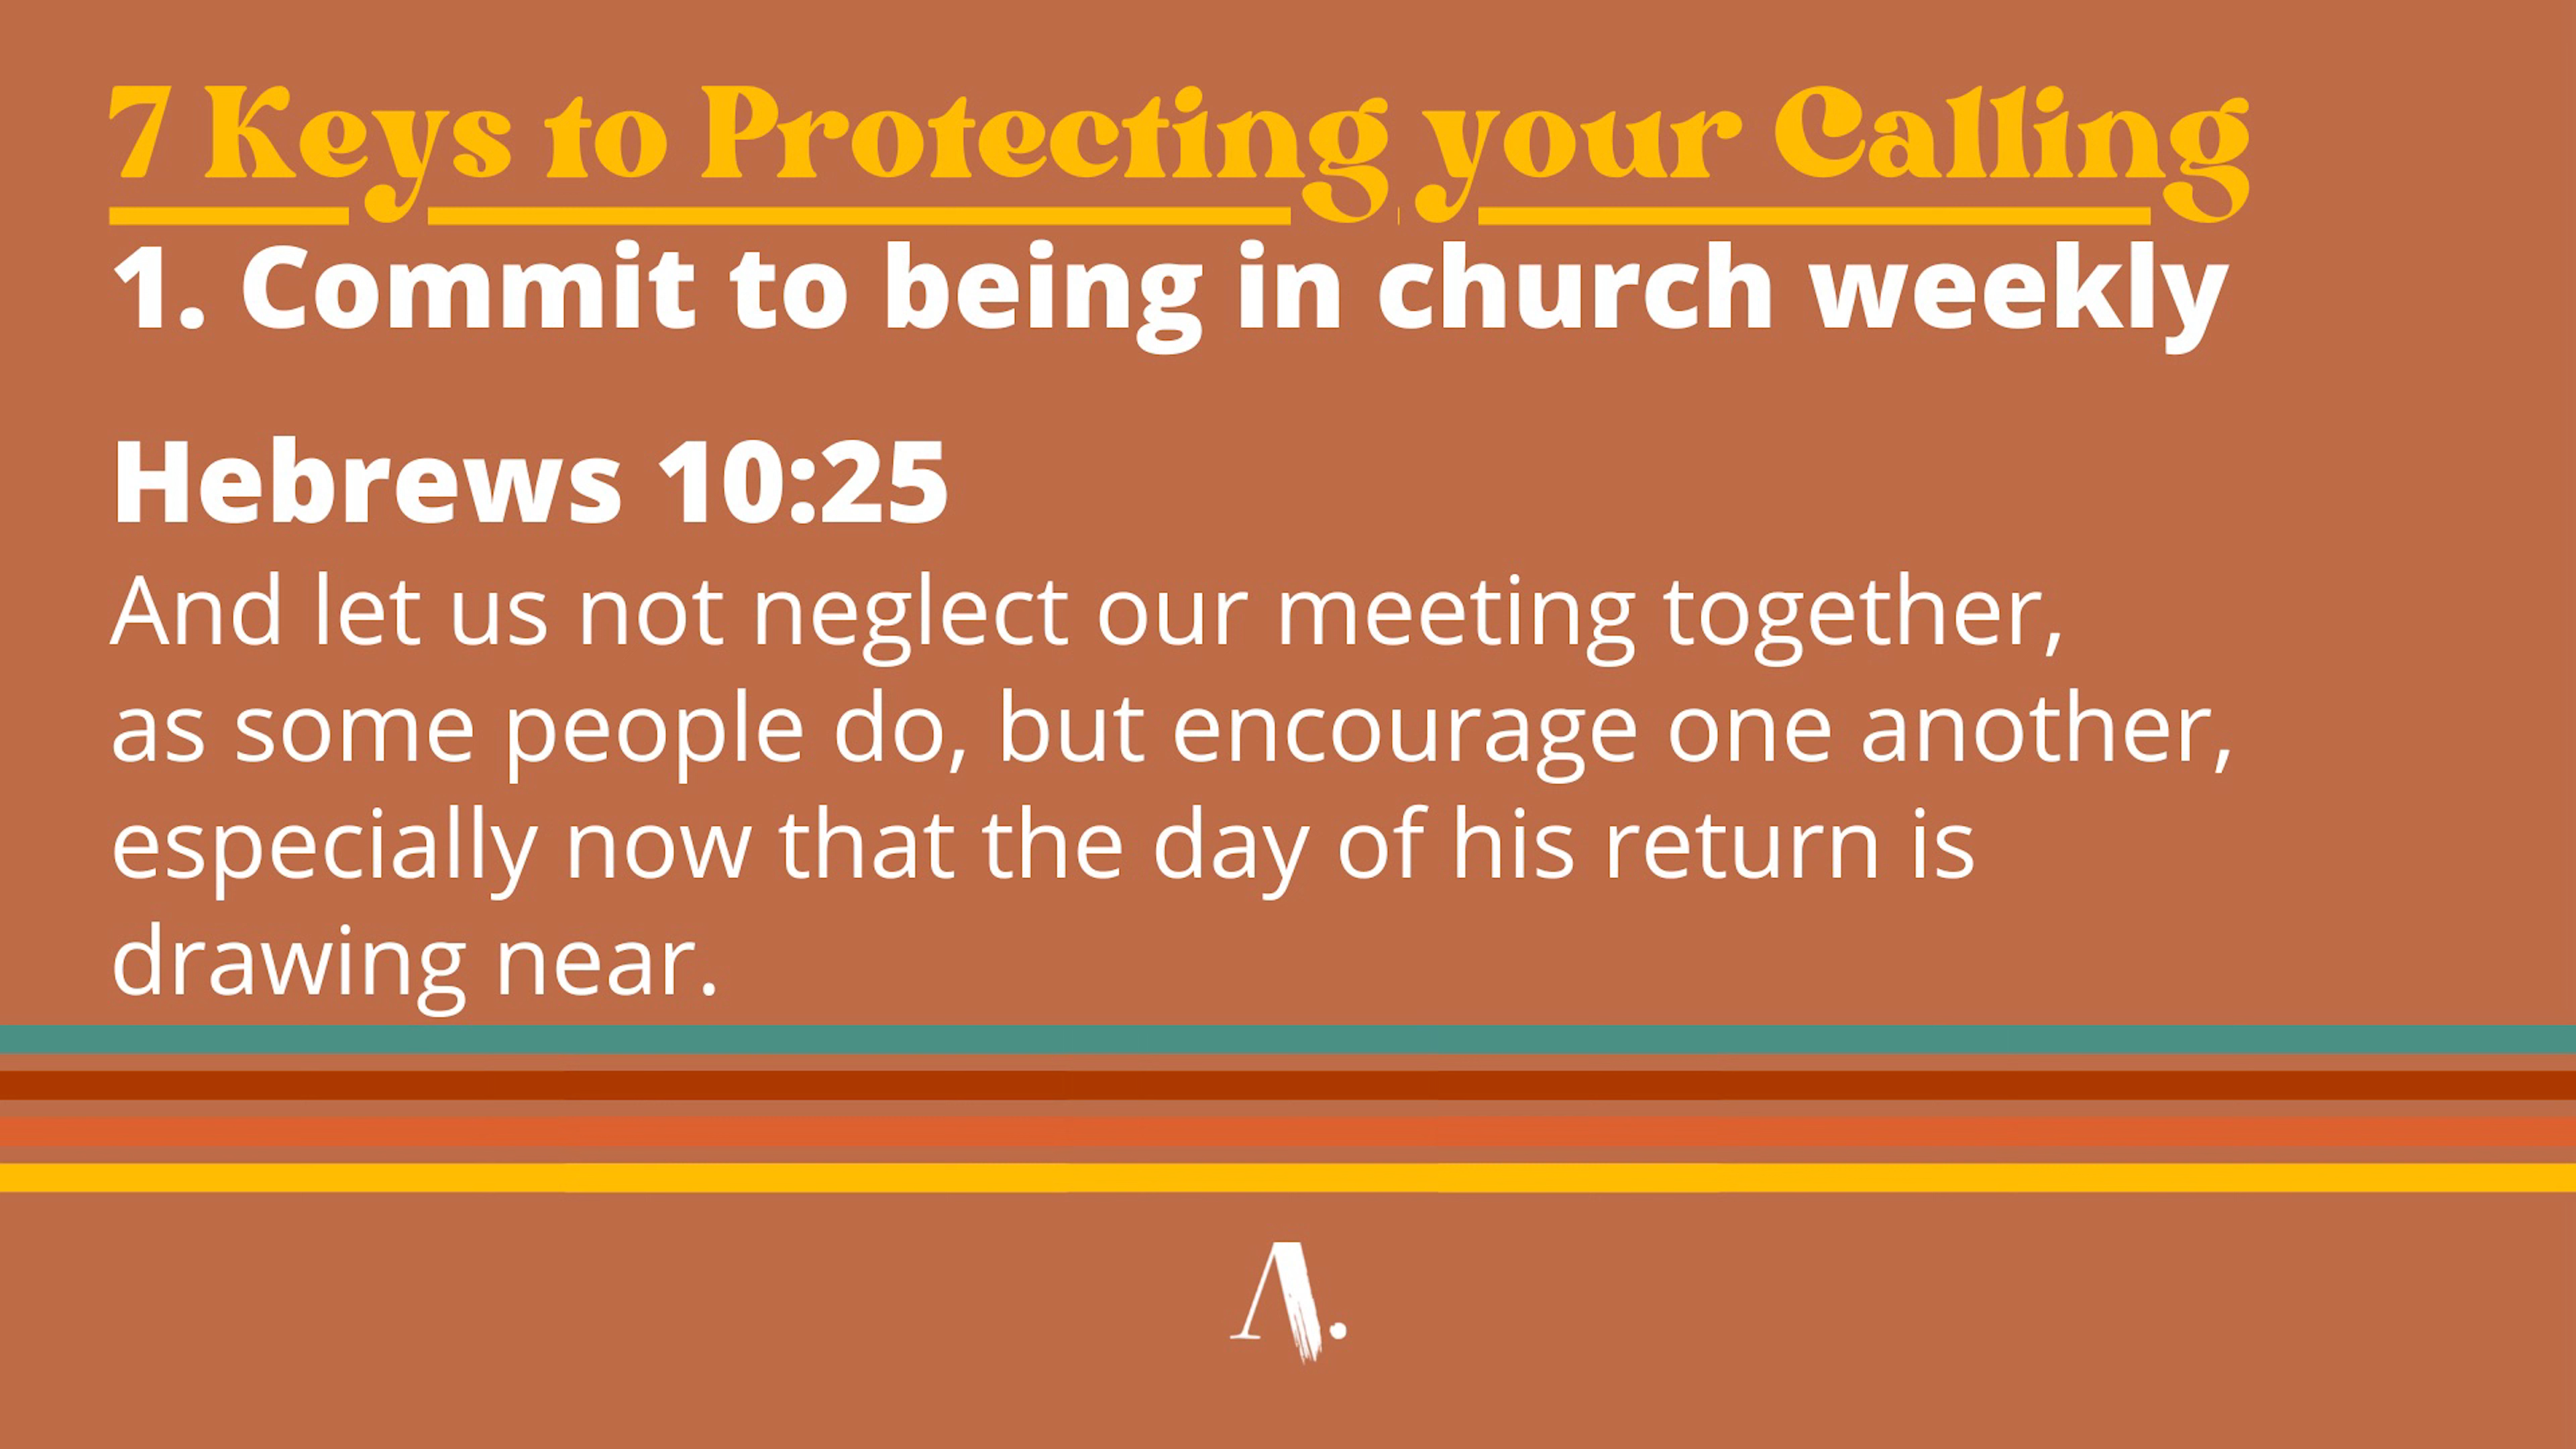 7 Keys to Protecting your Calling
1. Commit to being in church weekly
Hebrews 10:25
And let us not neglect our meeting together,
as some people do, but encourage one another,
especially now that the day of his return is
drawing near.
A.